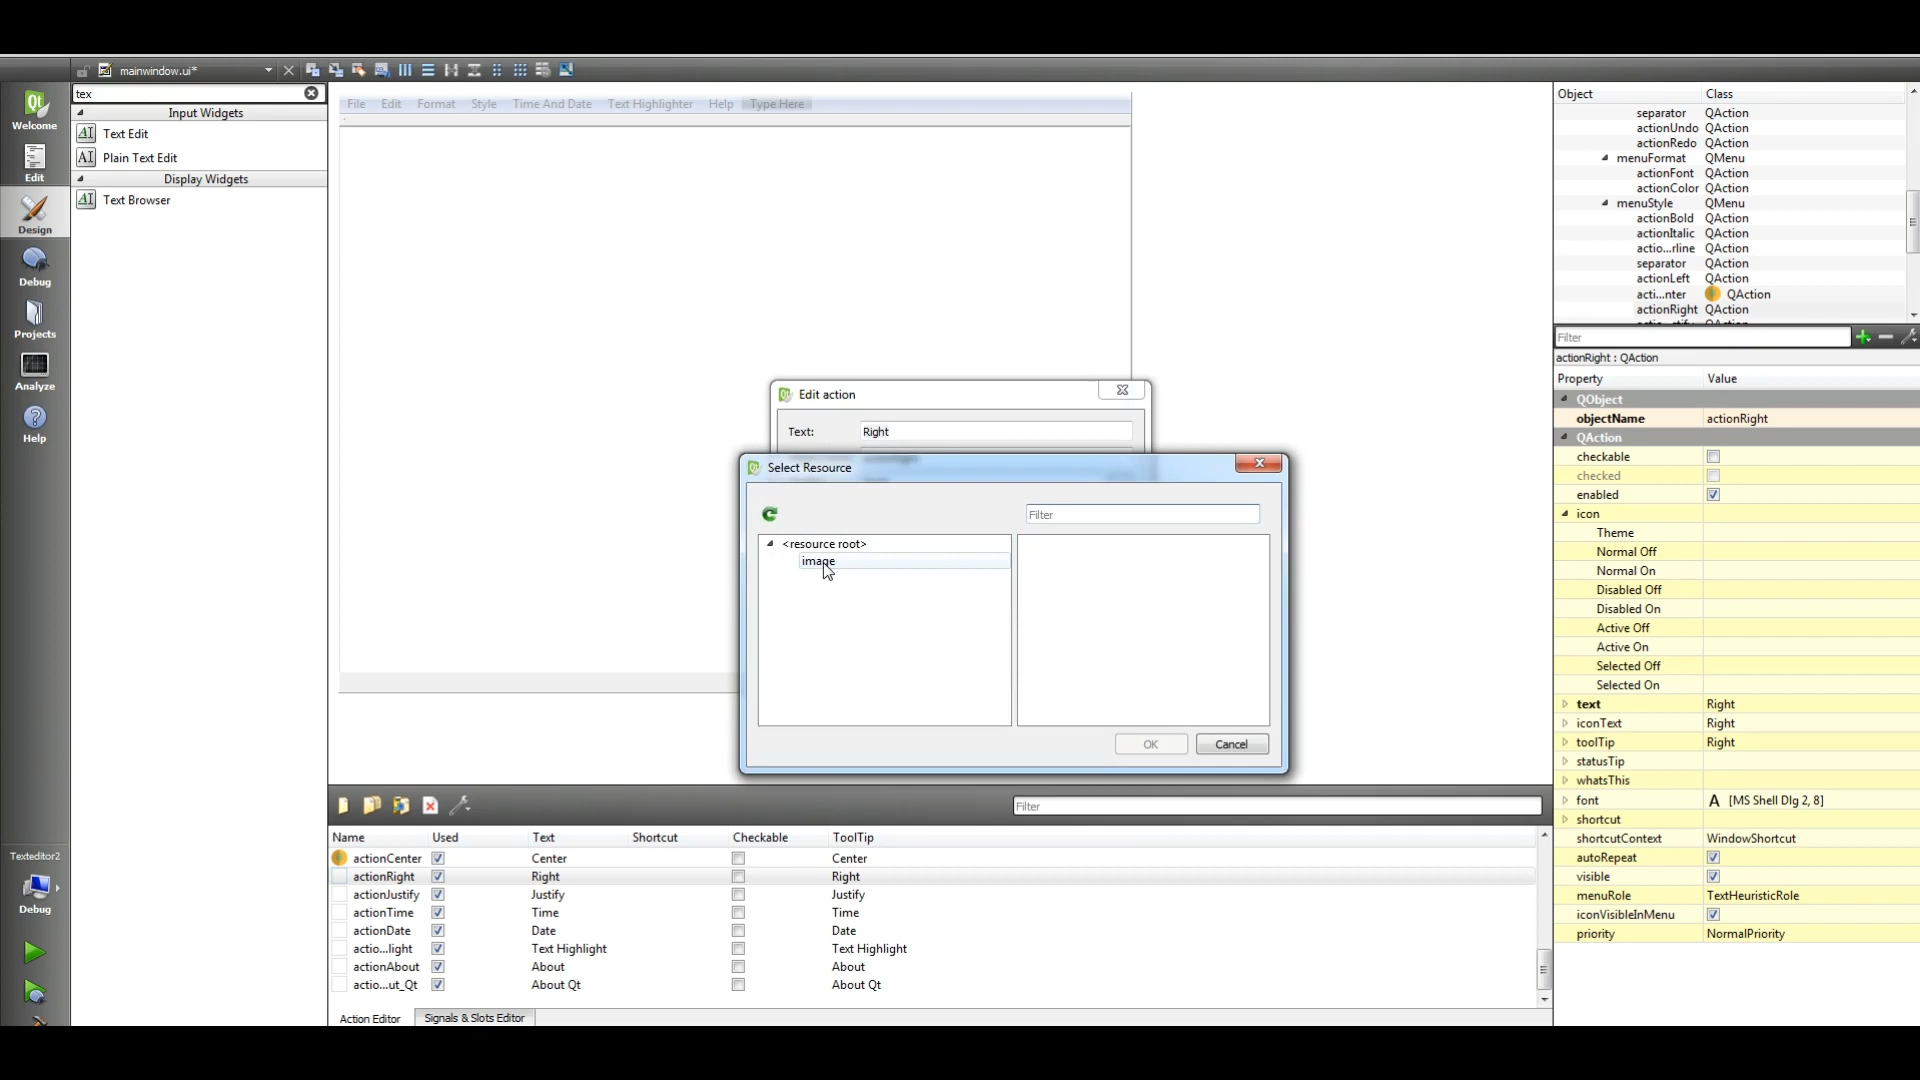 mainwindow.ui*
tex
Input Widgets
Text Edit
Plain Text Edit
Display Widgets
Text Browser
Welcome
Edit
Design
Debug
Projects
Analyze
Help
Texteditor2
Debug
File Edit Format Style Time And Date Text Highlighter Help Type Here
Edit action
Text: Right
Select Resource
Filter
<resource root>
image
OK Cancel
Filter
Name Used Text Shortcut Checkable ToolTip
actionCenter Center Center
actionRight Right Right
actionJustify Justify Justify
actionTime Time Time
actionDate Date Date
actio...light Text Highlight Text Highlight
actionAbout About About
actio...ut_Qt About Qt About Qt
Action Editor Signals & Slots Editor
Object Class
separator QAction
actionUndo QAction
actionRedo QAction
menuFormat QMenu
actionFont QAction
actionColor QAction
menuStyle QMenu
actionBold QAction
actionItalic QAction
actio...rline QAction
separator QAction
actionLeft QAction
acti...nter QAction
actionRight QAction
Filter
actionRight : QAction
Property Value
QObject
objectName actionRight
QAction
checkable
checked
enabled
icon
Theme
Normal Off
Normal On
Disabled Off
Disabled On
Active Off
Active On
Selected Off
Selected On
text Right
iconText Right
toolTip Right
statusTip
whatsThis
font A [MS Shell Dlg 2, 8]
shortcut
shortcutContext WindowShortcut
autoRepeat
visible
menuRole TextHeuristicRole
iconVisibleInMenu
priority NormalPriority